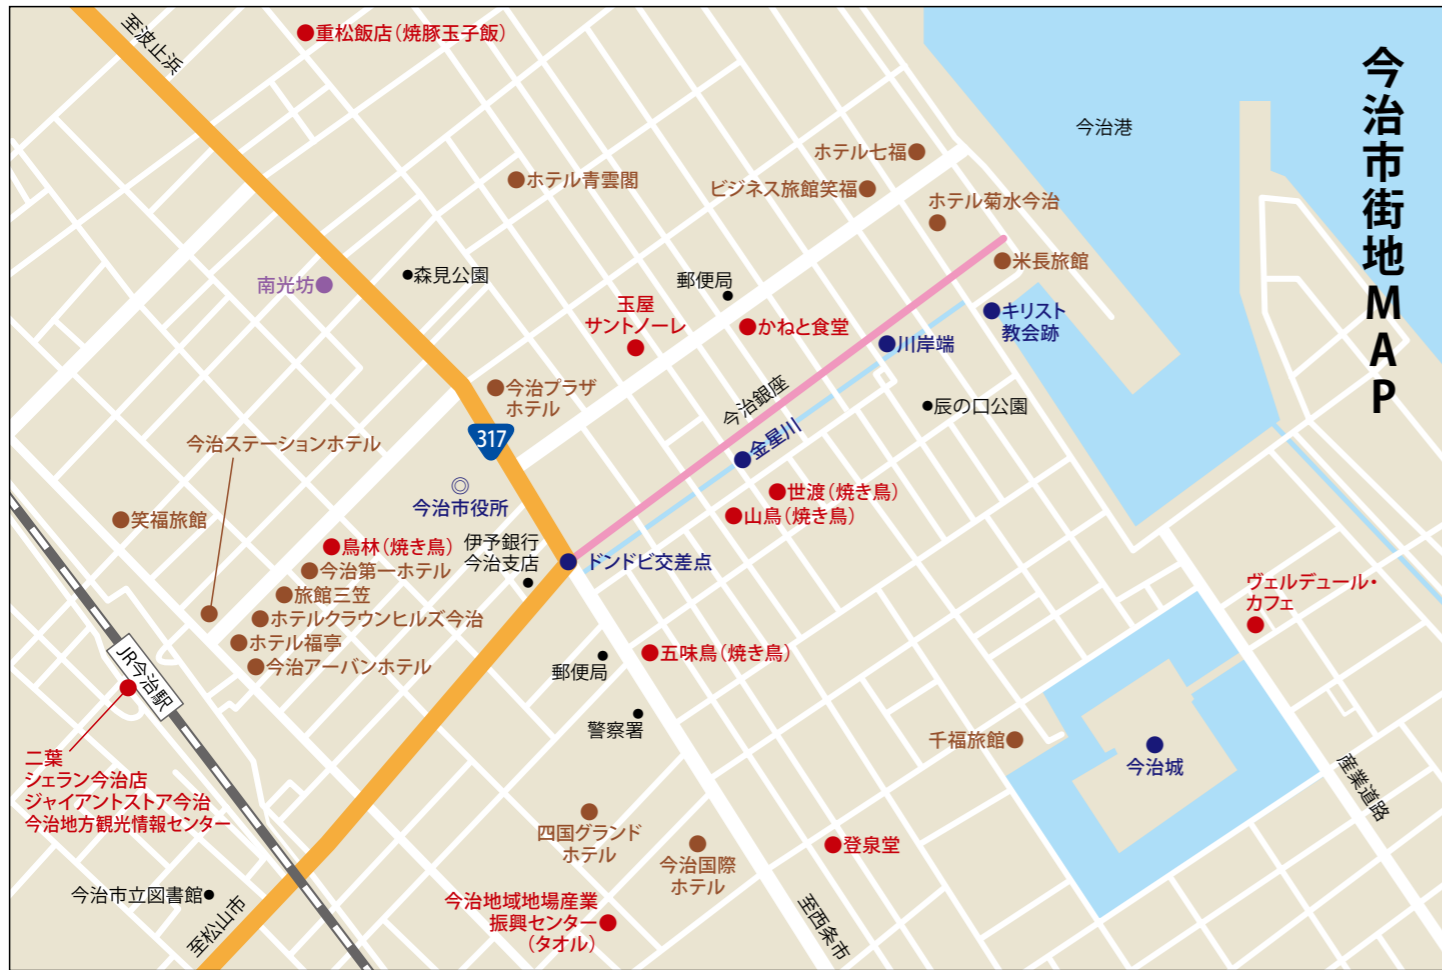 今治市街地MAP
至波止浜
重松飯店（焼豚玉子飯）
今治港
ホテル七福
ホテル青雲閣
ビジネス旅館笑福
ホテル菊水今治
米長旅館
南光坊
森見公園
郵便局
玉屋
サントノーレ
かねと食堂
キリスト
教会跡
川岸端
今治プラザ
ホテル
今治銀座
辰の口公園
317
金星川
今治ステーションホテル
今治市役所
世渡（焼き鳥）
山鳥（焼き鳥）
笑福旅館
鳥林（焼き鳥）
伊予銀行
今治支店
ドンドビ交差点
今治第一ホテル
旅館三笠
ホテルクラウンヒルズ今治
ホテル福亭
今治アーバンホテル
ヴェルデュール・
カフェ
JR今治駅
五味鳥（焼き鳥）
郵便局
警察署
千福旅館
今治城
産業道路
二葉
シェラン今治店
ジャイアントストア今治
今治地方観光情報センター
四国グランド
ホテル
今治国際
ホテル
登泉堂
今治市立図書館
至松山市
今治地域地場産業
振興センター
（タオル）
至西条市